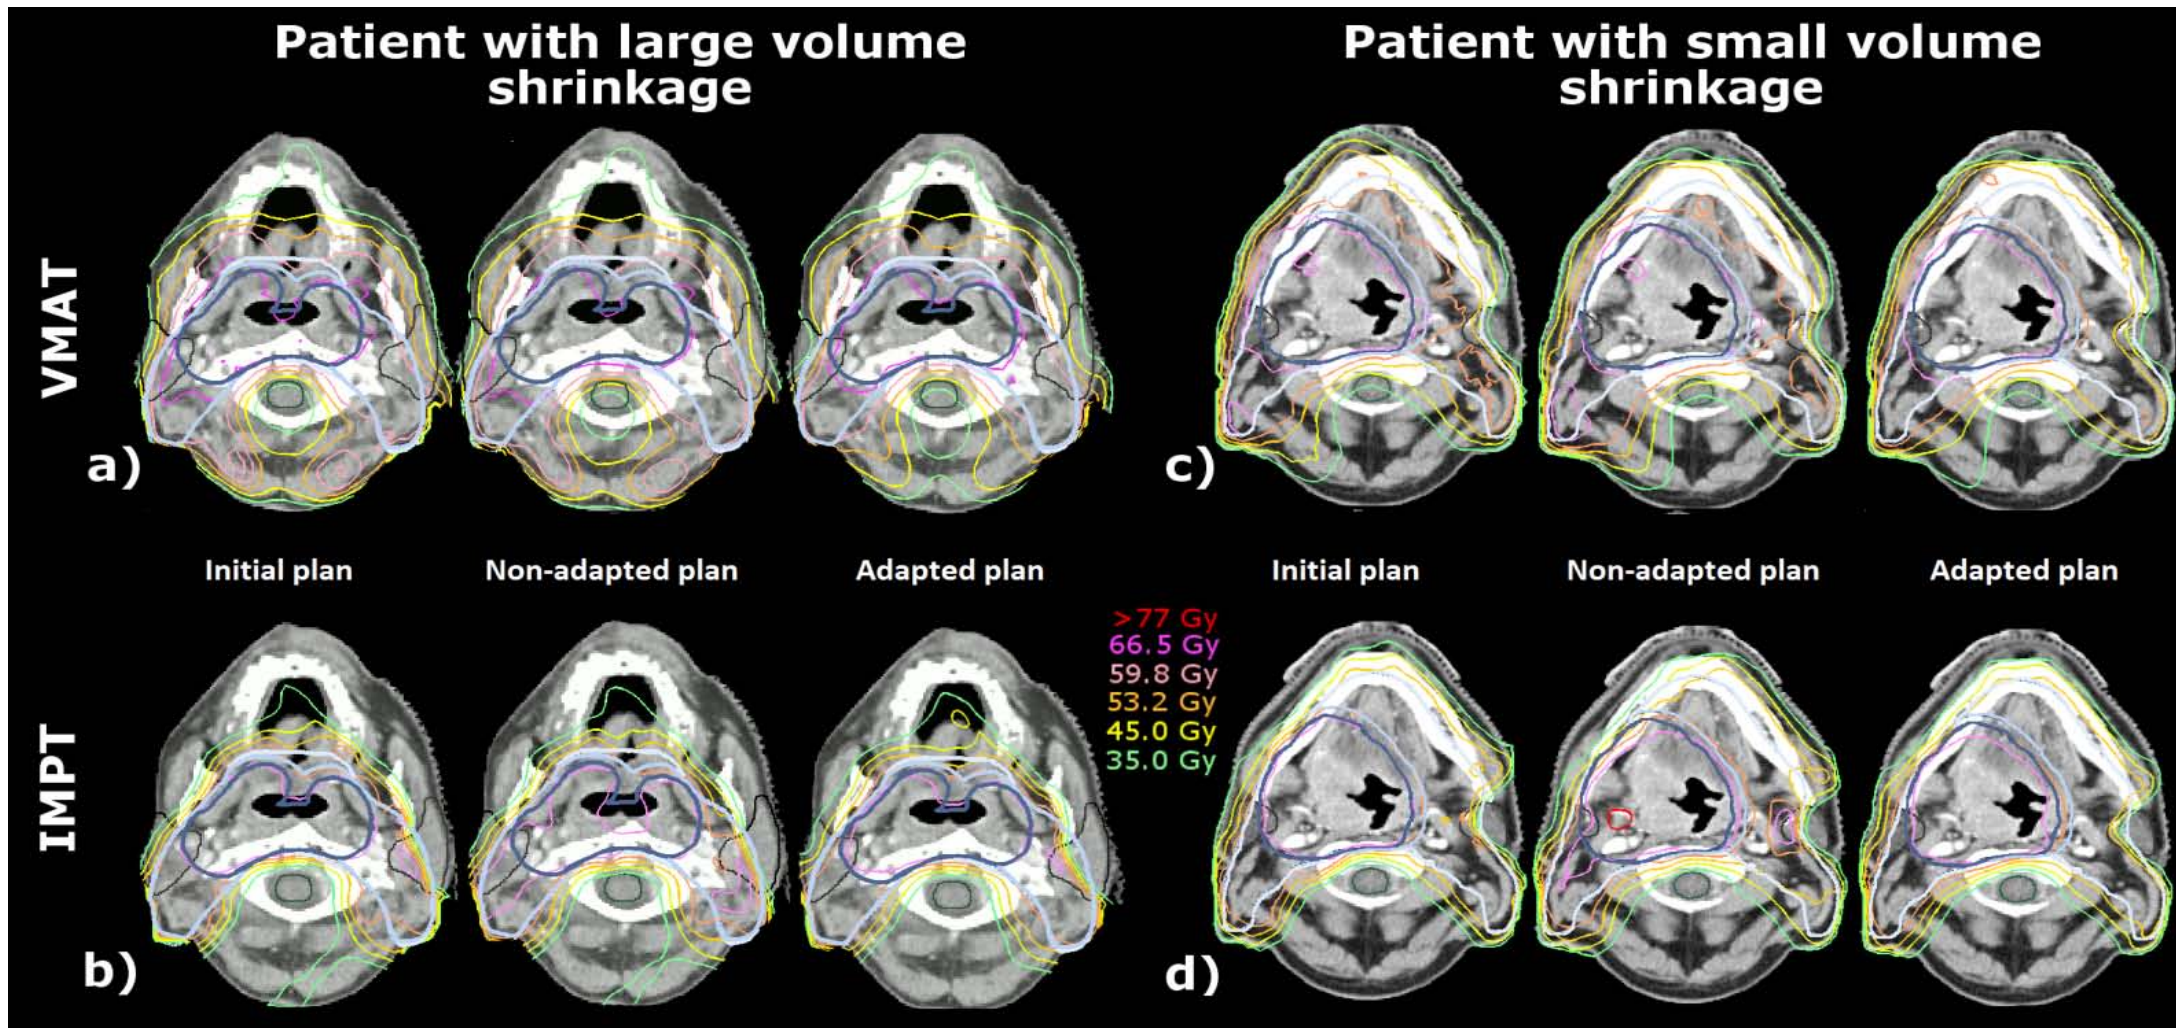 Patient with large volume
shrinkage
Patient with small volume
shrinkage
VMAT
a)
c)
Initial plan
Non-adapted plan
Adapted plan
Initial plan
Non-adapted plan
Adapted plan
>77 Gy
66.5 Gy
59.8 Gy
53.2 Gy
45.0 Gy
35.0 Gy
IMPT
b)
d)